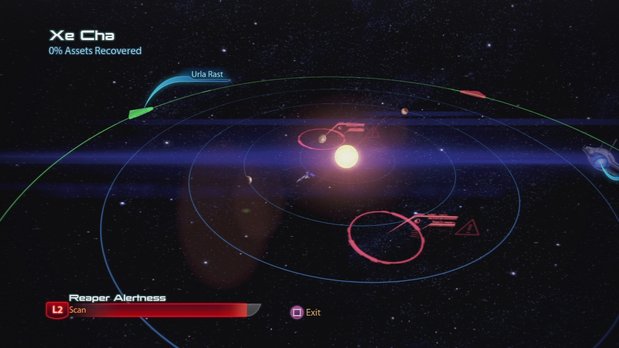 Xe Cha
0% Assets Recovered
Urla Rast
Reaper Alertness
L2 Scan
Exit